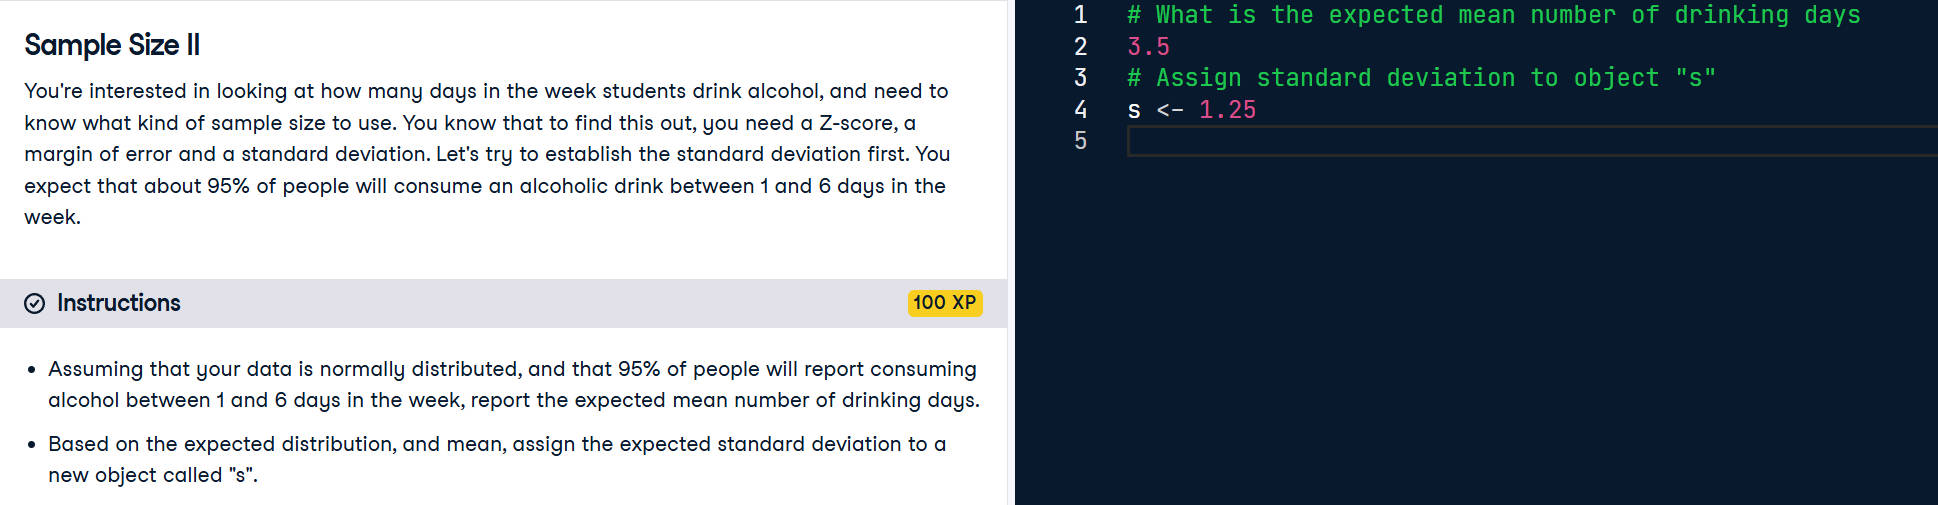 Sample Size II
You're interested in looking at how many days in the week students drink alcohol, and need to
know what kind of sample size to use. You know that to find this out, you need a Z-score, a
margin of error and a standard deviation. Let's try to establish the standard deviation first. You
expect that about 95% of people will consume an alcoholic drink between 1 and 6 days in the
week.
Instructions
100 XP
• Assuming that your data is normally distributed, and that 95% of people will report consuming
alcohol between 1 and 6 days in the week, report the expected mean number of drinking days.
• Based on the expected distribution, and mean, assign the expected standard deviation to a
new object called "s".
1 # What is the expected mean number of drinking days
2 3.5
3 # Assign standard deviation to object "s"
4 s <- 1.25
5